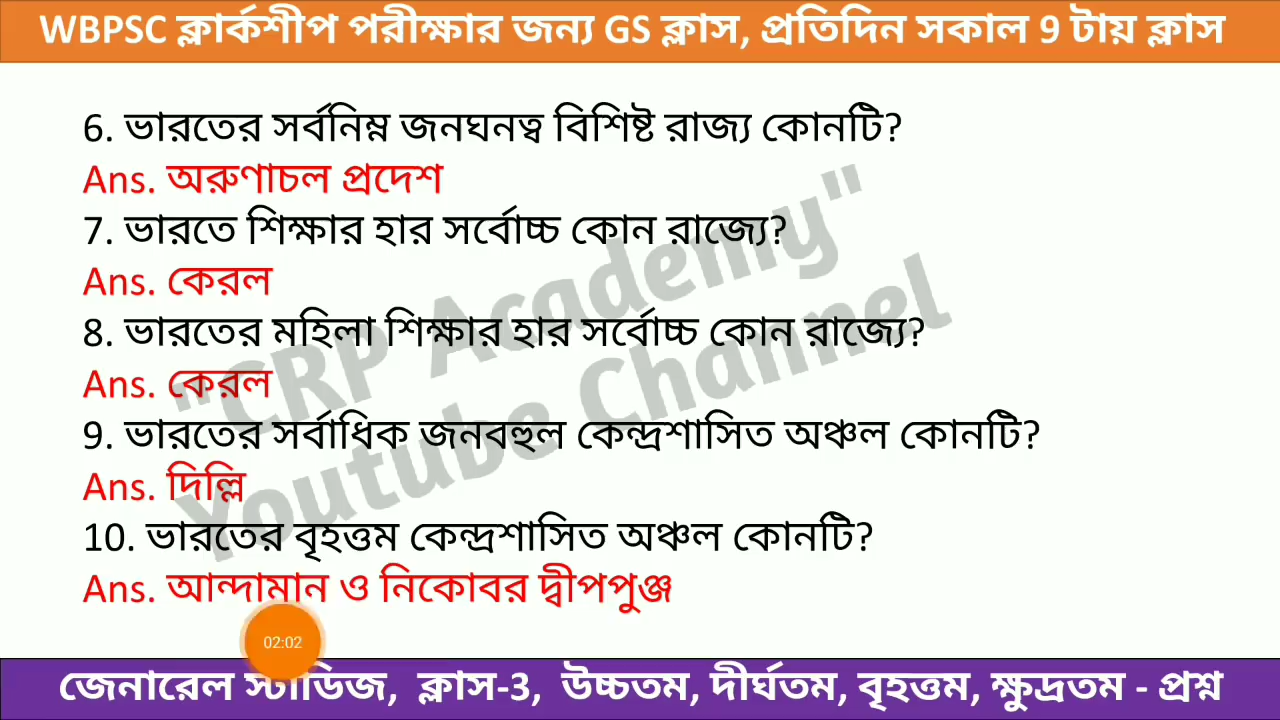 WBPSC ক্লার্কশীপ পরীক্ষার জন্য GS ক্লাস, প্রতিদিন সকাল 9 টায় ক্লাস
6. ভারতের সর্বনিম্ন জনঘনত্ব বিশিষ্ট রাজ্য কোনটি?
Ans. অরুণাচল প্রদেশ
7. ভারতে শিক্ষার হার সর্বোচ্চ কোন রাজ্যে?
Ans. কেরল
8. ভারতের মহিলা শিক্ষার হার সর্বোচ্চ কোন রাজ্যে?
Ans. কেরল
9. ভারতের সর্বাধিক জনবহুল কেন্দ্রশাসিত অঞ্চল কোনটি?
Ans. দিল্লি
10. ভারতের বৃহত্তম কেন্দ্রশাসিত অঞ্চল কোনটি?
Ans. আন্দামান ও নিকোবর দ্বীপপুঞ্জ
"CRP Academy"
Youtube Channel
02:02
জেনারেল স্টাডিজ, ক্লাস-3, উচ্চতম, দীর্ঘতম, বৃহত্তম, ক্ষুদ্রতম - প্রশ্ন